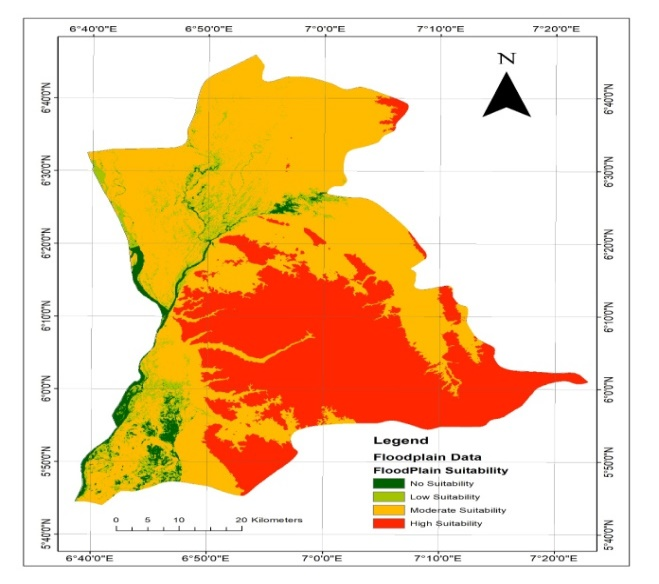 6°40'0"E 6°50'0"E 7°0'0"E 7°10'0"E 7°20'0"E
N
6°40'0"N 6°40'0"N
6°30'0"N 6°30'0"N
6°20'0"N 6°20'0"N
6°10'0"N 6°10'0"N
6°0'0"N 6°0'0"N
5°50'0"N 5°50'0"N
5°40'0"N 5°40'0"N
Legend
Floodplain Data
FloodPlain Suitability
No Suitability
Low Suitability
Moderate Suitability
High Suitability
0 5 10 20 Kilometers
6°40'0"E 6°50'0"E 7°0'0"E 7°10'0"E 7°20'0"E